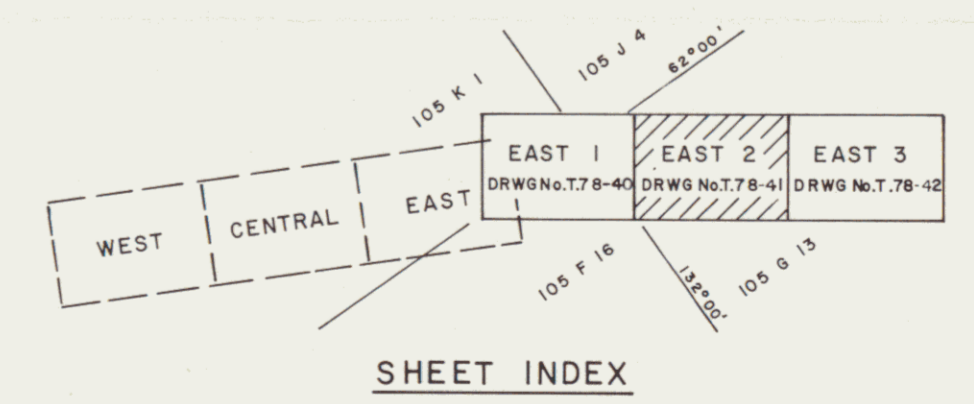 105 K 1
105 J 4
62°00'
EAST 1
DRWG No.T.78-40
EAST 2
DRWG No.T.78-41
EAST 3
DRWG No.T.78-42
WEST
CENTRAL
EAST
105 F 16
132°00'
105 G 13
SHEET INDEX